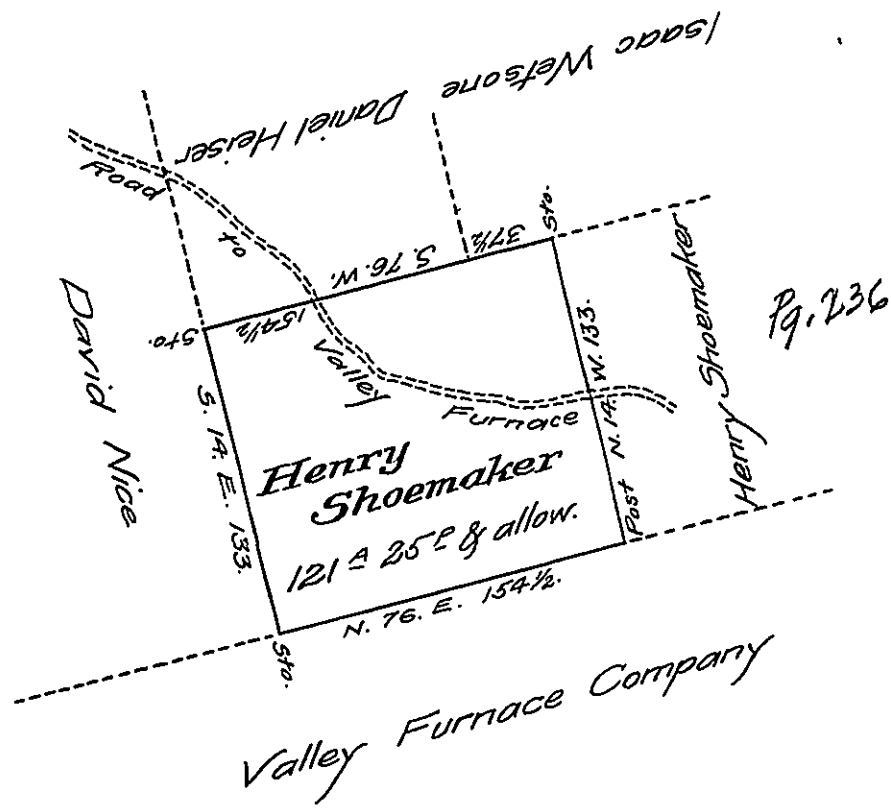 Isaac Wetsone
Daniel Heiser
Road to Valley Furnace
David Nice
Sto.
154½
S. 76. W.
37½
Sto.
S. 14. E. 133.
N. 14. W. 133.
Post
Henry Shoemaker
Pg. 236
Henry
Shoemaker
121 A 25 P & allow.
N. 76. E. 154½.
Sto.
Valley Furnace Company